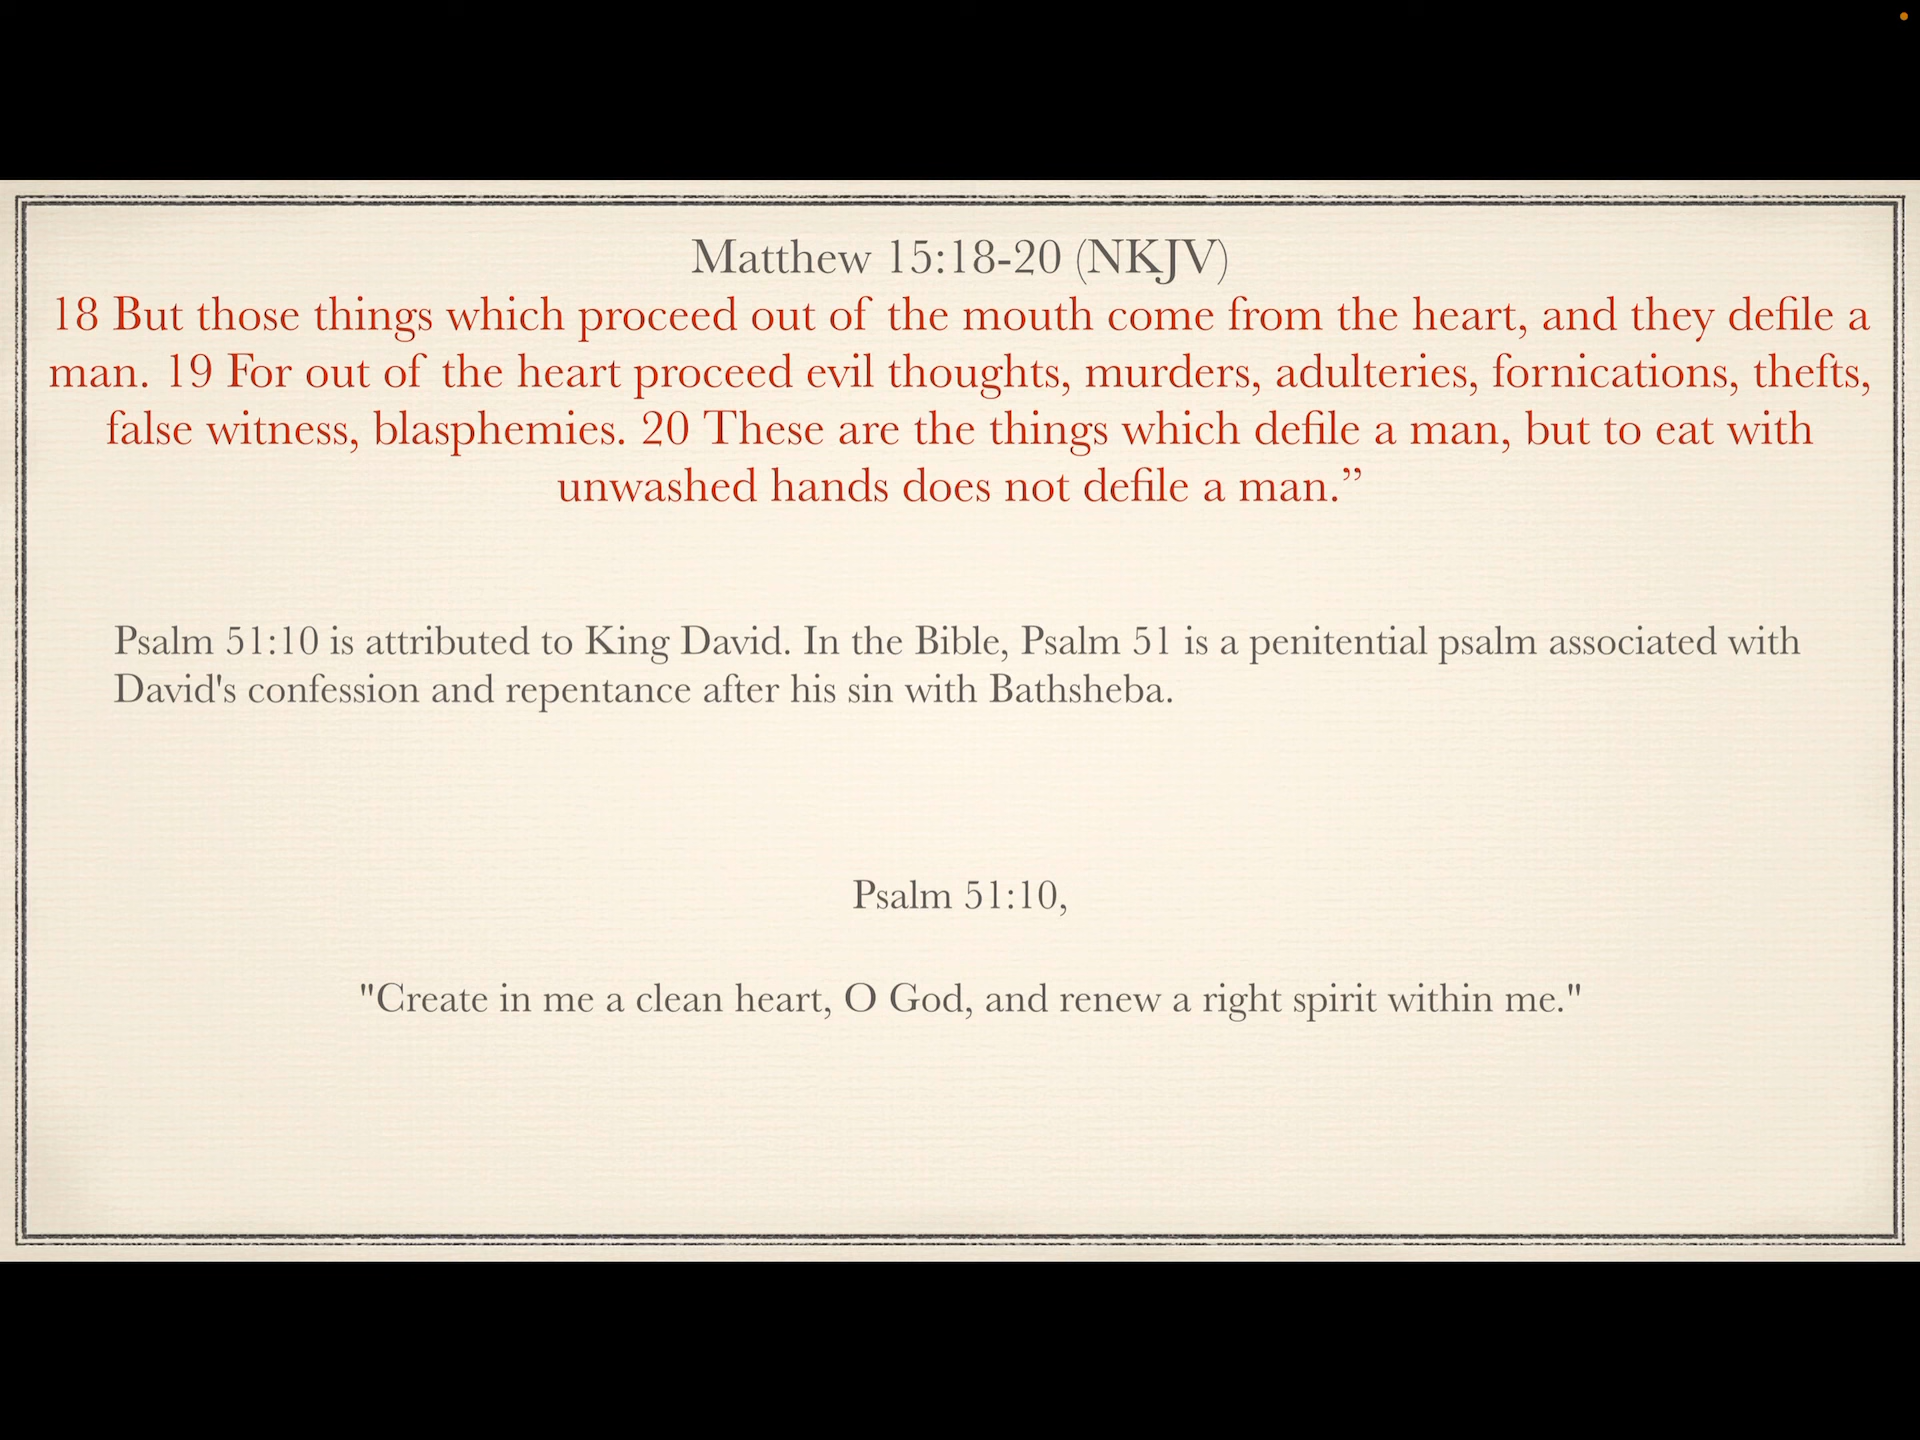 Matthew 15:18-20 (NKJV)
18 But those things which proceed out of the mouth come from the heart, and they defile a
man. 19 For out of the heart proceed evil thoughts, murders, adulteries, fornications, thefts,
false witness, blasphemies. 20 These are the things which defile a man, but to eat with
unwashed hands does not defile a man.”
Psalm 51:10 is attributed to King David. In the Bible, Psalm 51 is a penitential psalm associated with
David's confession and repentance after his sin with Bathsheba.
Psalm 51:10,
"Create in me a clean heart, O God, and renew a right spirit within me."